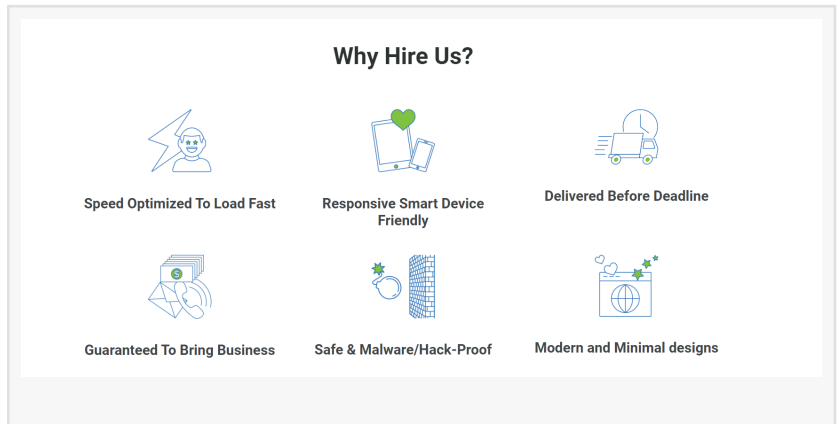 Why Hire Us?
Speed Optimized To Load Fast
Responsive Smart Device
Friendly
Delivered Before Deadline
$
Guaranteed To Bring Business
Safe & Malware/Hack-Proof
Modern and Minimal designs